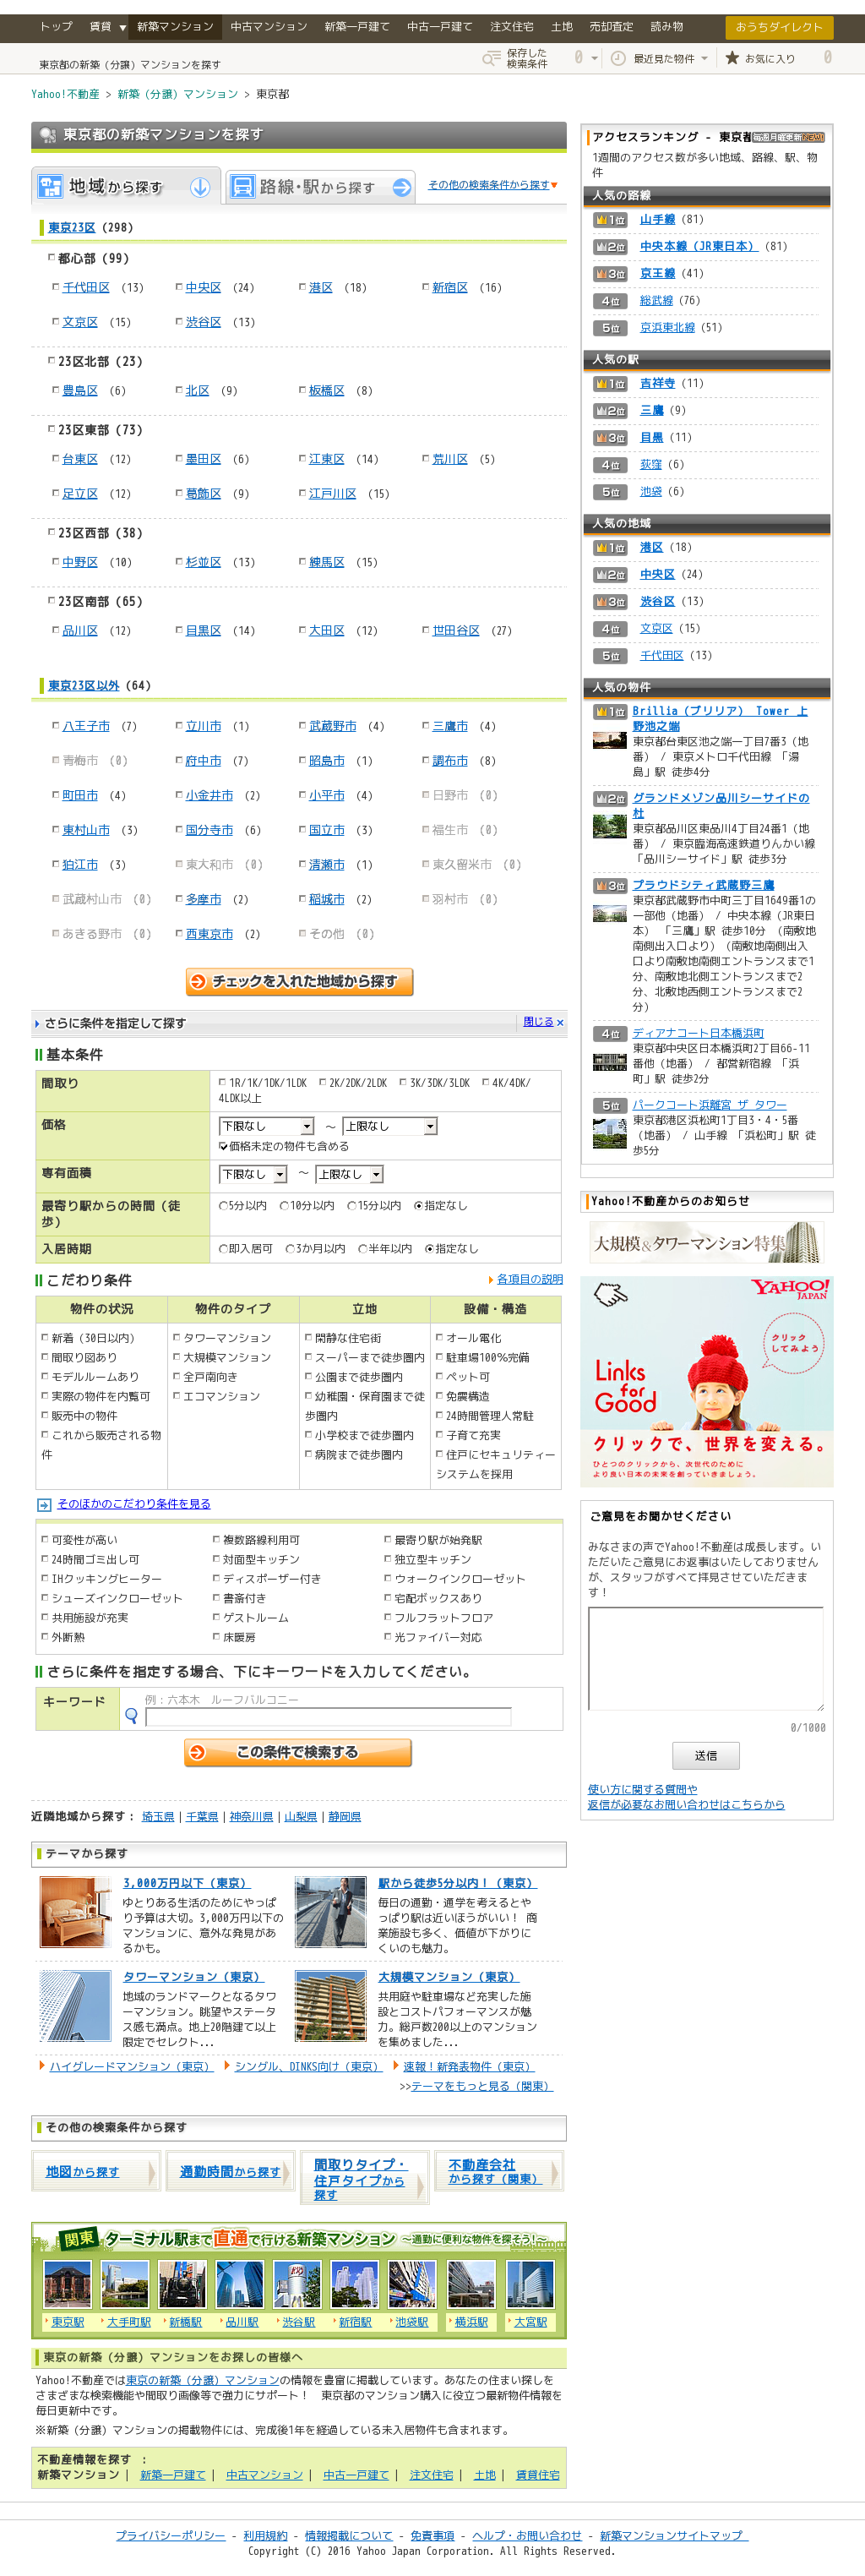 トップ 賃貸 新築マンション 中古マンション 新築一戸建て 中古一戸建て 注文住宅 土地 売却査定 読み物 おうちダイレクト
東京都の新築（分譲）マンションを探す 保存した検索条件 0 最近見た物件 お気に入り 0
Yahoo!不動産 > 新築（分譲）マンション > 東京都
東京都の新築マンションを探す
地域から探す 路線・駅から探す その他の検索条件から探す
東京23区（298）
都心部（99）
千代田区（13） 中央区（24） 港区（18） 新宿区（16）
文京区（15） 渋谷区（13）
23区北部（23）
豊島区（6） 北区（9） 板橋区（8）
23区東部（73）
台東区（12） 墨田区（6） 江東区（14） 荒川区（5）
足立区（12） 葛飾区（9） 江戸川区（15）
23区西部（38）
中野区（10） 杉並区（13） 練馬区（15）
23区南部（65）
品川区（12） 目黒区（14） 大田区（12） 世田谷区（27）
東京23区以外（64）
八王子市（7） 立川市（1） 武蔵野市（4） 三鷹市（4）
青梅市（0） 府中市（7） 昭島市（1） 調布市（8）
町田市（4） 小金井市（2） 小平市（4） 日野市（0）
東村山市（3） 国分寺市（6） 国立市（3） 福生市（0）
狛江市（3） 東大和市（0） 清瀬市（1） 東久留米市（0）
武蔵村山市（0） 多摩市（2） 稲城市（2） 羽村市（0）
あきる野市（0） 西東京市（2） その他（0）
チェックを入れた地域から探す
さらに条件を指定して探す 閉じる×
基本条件
間取り 1R/1K/1DK/1LDK 2K/2DK/2LDK 3K/3DK/3LDK 4K/4DK/
4LDK以上
価格 下限なし ～ 上限なし
価格未定の物件も含める
専有面積 下限なし ～ 上限なし
最寄り駅からの時間（徒歩） 5分以内 10分以内 15分以内 指定なし
入居時期 即入居可 3か月以内 半年以内 指定なし
こだわり条件 各項目の説明
物件の状況 物件のタイプ 立地 設備・構造
新着（30日以内）
間取り図あり
モデルルームあり
実際の物件を内覧可
販売中の物件
これから販売される物
件
タワーマンション
大規模マンション
全戸南向き
エコマンション
閑静な住宅街
スーパーまで徒歩圏内
公園まで徒歩圏内
幼稚園・保育園まで徒
歩圏内
小学校まで徒歩圏内
病院まで徒歩圏内
オール電化
駐車場100％完備
ペット可
免震構造
24時間管理人常駐
子育て充実
住戸にセキュリティー
システムを採用
そのほかのこだわり条件を見る
可変性が高い 複数路線利用可 最寄り駅が始発駅
24時間ゴミ出し可 対面型キッチン 独立型キッチン
IHクッキングヒーター ディスポーザー付き ウォークインクローゼット
シューズインクローゼット 書斎付き 宅配ボックスあり
共用施設が充実 ゲストルーム フルフラットフロア
外断熱 床暖房 光ファイバー対応
さらに条件を指定する場合、下にキーワードを入力してください。
キーワード 例：六本木 ルーフバルコニー
この条件で検索する
近隣地域から探す： 埼玉県 | 千葉県 | 神奈川県 | 山梨県 | 静岡県
テーマから探す
3,000万円以下（東京）
ゆとりある生活のためにやっぱ
り予算は大切。3,000万円以下の
マンションに、意外な発見があ
るかも。
駅から徒歩5分以内！（東京）
毎日の通勤・通学を考えるとや
っぱり駅は近いほうがいい！ 商
業施設も多く、価値が下がりに
くいのも魅力。
タワーマンション（東京）
地域のランドマークとなるタワ
ーマンション。眺望やステータ
ス感も満点。地上20階建て以上
限定でセレクト...
大規模マンション（東京）
共用庭や駐車場など充実した施
設とコストパフォーマンスが魅
力。総戸数200以上のマンション
を集めました...
ハイグレードマンション（東京） シングル、DINKS向け（東京） 速報！新発表物件（東京）
>>テーマをもっと見る（関東）
その他の検索条件から探す
地図から探す
通勤時間から探す
間取りタイプ・
住戸タイプから
探す
不動産会社
から探す（関東）
関東 ターミナル駅まで直通で行ける新築マンション ～通勤に便利な物件を探そう！～
東京駅 大手町駅 新橋駅 品川駅 渋谷駅 新宿駅 池袋駅 横浜駅 大宮駅
東京の新築（分譲）マンションをお探しの皆様へ
Yahoo!不動産では東京の新築（分譲）マンションの情報を豊富に掲載しています。あなたの住まい探しを
さまざまな検索機能や間取り画像等で強力にサポート！ 東京都のマンション購入に役立つ最新物件情報を
毎日更新中です。
※新築（分譲）マンションの掲載物件には、完成後1年を経過している未入居物件も含まれます。
不動産情報を探す ：
新築マンション | 新築一戸建て | 中古マンション | 中古一戸建て | 注文住宅 | 土地 | 賃貸住宅
アクセスランキング - 東京都 毎週月曜更新NEW!
1週間のアクセス数が多い地域、路線、駅、物
件
人気の路線
1位 山手線（81）
2位 中央本線（JR東日本）（81）
3位 京王線（41）
4位 総武線（76）
5位 京浜東北線（51）
人気の駅
1位 吉祥寺（11）
2位 三鷹（9）
3位 目黒（11）
4位 荻窪（6）
5位 池袋（6）
人気の地域
1位 港区（18）
2位 中央区（24）
3位 渋谷区（13）
4位 文京区（15）
5位 千代田区（13）
人気の物件
1位 Brillia（ブリリア） Tower 上
野池之端
東京都台東区池之端一丁目7番3（地
番） / 東京メトロ千代田線 「湯
島」駅 徒歩4分
2位 グランドメゾン品川シーサイドの
杜
東京都品川区東品川4丁目24番1（地
番） / 東京臨海高速鉄道りんかい線
「品川シーサイド」駅 徒歩3分
3位 プラウドシティ武蔵野三鷹
東京都武蔵野市中町三丁目1649番1の
一部他（地番） / 中央本線（JR東日
本） 「三鷹」駅 徒歩10分 （南敷地
南側出入口より）（南敷地南側出入
口より南敷地南側エントランスまで1
分、南敷地北側エントランスまで2
分、北敷地西側エントランスまで2
分）
4位 ディアナコート日本橋浜町
東京都中央区日本橋浜町2丁目66-11
番他（地番） / 都営新宿線 「浜
町」駅 徒歩2分
5位 パークコート浜離宮 ザ タワー
東京都港区浜松町1丁目3・4・5番
（地番） / 山手線 「浜松町」駅 徒
歩5分
Yahoo!不動産からのお知らせ
大規模&タワーマンション特集
YAHOO! JAPAN
クリックしてみよう
Links for Good
クリックで、世界を変える。
ひとつのクリックから、次世代のために
より良い日本の未来を創っていきましょう。
ご意見をお聞かせください
みなさまの声でYahoo!不動産は成長します。い
ただいたご意見にお返事はいたしておりません
が、スタッフがすべて拝見させていただきま
す！
0/1000
送信
使い方に関する質問や
返信が必要なお問い合わせはこちらから
プライバシーポリシー - 利用規約 - 情報掲載について - 免責事項 - ヘルプ・お問い合わせ - 新築マンションサイトマップ
Copyright (C) 2016 Yahoo Japan Corporation. All Rights Reserved.